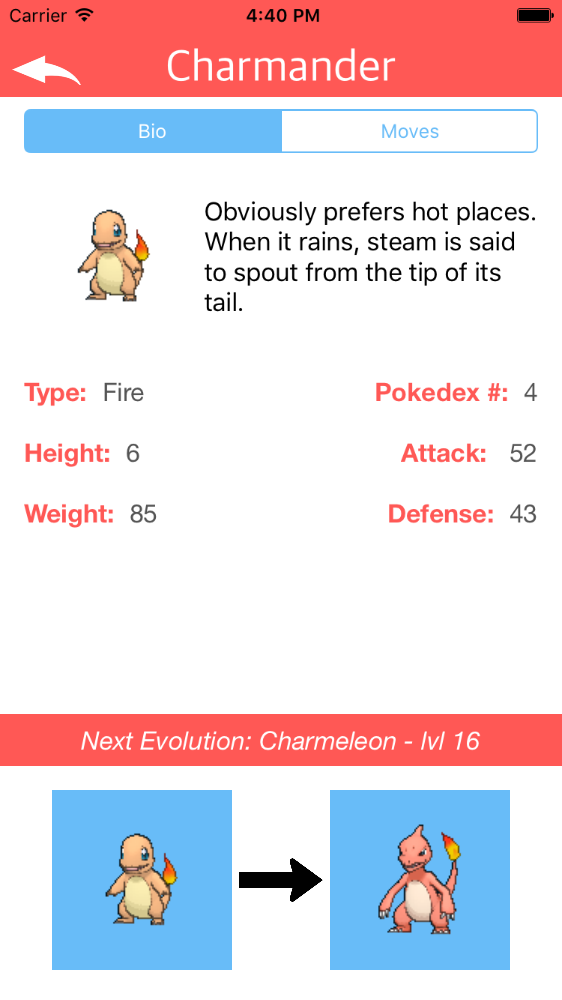 Carrier 4:40 PM
Charmander
Bio Moves
Obviously prefers hot places.
When it rains, steam is said
to spout from the tip of its
tail.
Type: Fire Pokedex #: 4
Height: 6 Attack: 52
Weight: 85 Defense: 43
Next Evolution: Charmeleon - lvl 16